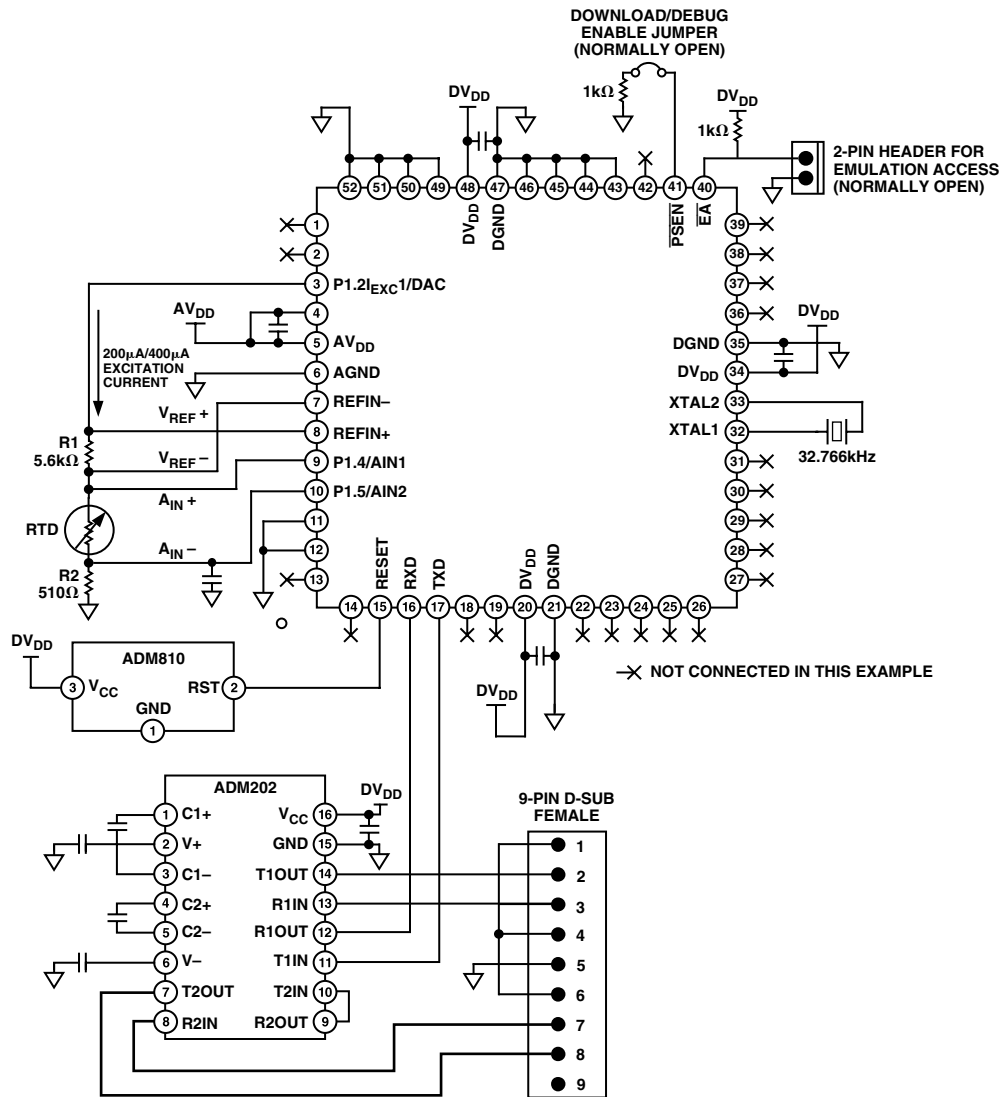 DOWNLOAD/DEBUG
ENABLE JUMPER
(NORMALLY OPEN)
1kΩ
DVDD
1kΩ
2-PIN HEADER FOR
EMULATION ACCESS
(NORMALLY OPEN)
DVDD
52 51 50 49 48 47 46 45 44 43 42 41 40
DVDD
DGND
PSEN
EA
1
2
3 P1.2IEXC1/DAC
4
5 AVDD
6 AGND
7 REFIN–
8 REFIN+
9 P1.4/AIN1
10 P1.5/AIN2
11
12
13
AVDD
200µA/400µA
EXCITATION
CURRENT
VREF+
R1
5.6kΩ
VREF–
AIN+
RTD
AIN–
R2
510Ω
39
38
37
36
DGND 35
DVDD 34
XTAL2 33
XTAL1 32
31
30
29
28
27
DVDD
32.766kHz
RESET
RXD
TXD
DVDD
DGND
14 15 16 17 18 19 20 21 22 23 24 25 26
DVDD
NOT CONNECTED IN THIS EXAMPLE
DVDD
ADM810
3 VCC
RST 2
GND
1
ADM202
1 C1+
2 V+
3 C1–
4 C2+
5 C2–
6 V–
7 T2OUT
8 R2IN
VCC 16
GND 15
T1OUT 14
R1IN 13
R1OUT 12
T1IN 11
T2IN 10
R2OUT 9
DVDD
9-PIN D-SUB
FEMALE
1
2
3
4
5
6
7
8
9